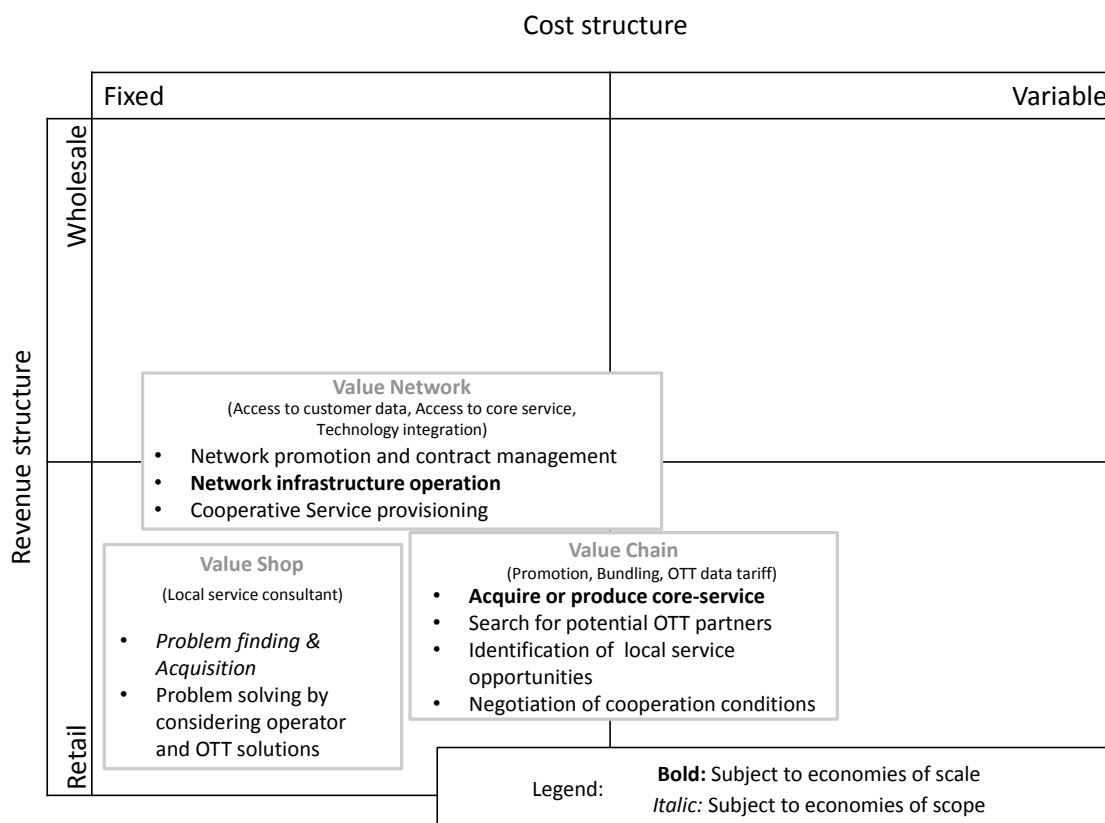 Cost structure
Fixed
Variable
Revenue structure
Wholesale
Retail
Value Network
(Access to customer data, Access to core service,
Technology integration)
• Network promotion and contract management
• Network infrastructure operation
• Cooperative Service provisioning
Value Shop
(Local service consultant)
• Problem finding &
Acquisition
• Problem solving by
considering operator
and OTT solutions
Value Chain
(Promotion, Bundling, OTT data tariff)
• Acquire or produce core-service
• Search for potential OTT partners
• Identification of local service
opportunities
• Negotiation of cooperation conditions
Legend:
Bold: Subject to economies of scale
Italic: Subject to economies of scope